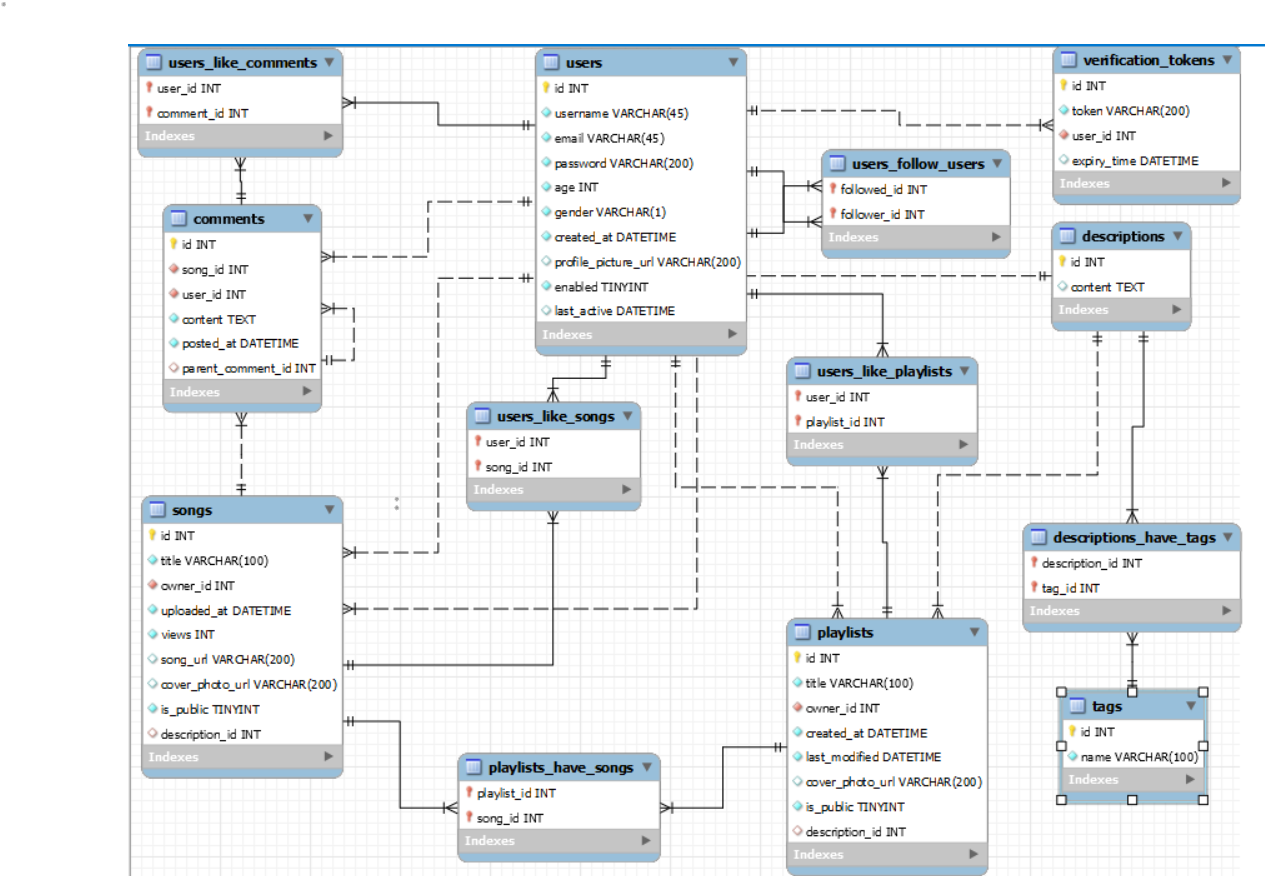 users_like_comments
user_id INT
comment_id INT
Indexes
users
id INT
username VARCHAR(45)
email VARCHAR(45)
password VARCHAR(200)
age INT
gender VARCHAR(1)
created_at DATETIME
profile_picture_url VARCHAR(200)
enabled TINYINT
last_active DATETIME
Indexes
verification_tokens
id INT
token VARCHAR(200)
user_id INT
expiry_time DATETIME
Indexes
users_follow_users
followed_id INT
follower_id INT
Indexes
comments
id INT
song_id INT
user_id INT
content TEXT
posted_at DATETIME
parent_comment_id INT
Indexes
descriptions
id INT
content TEXT
Indexes
users_like_playlists
user_id INT
playlist_id INT
Indexes
users_like_songs
user_id INT
song_id INT
Indexes
songs
id INT
title VARCHAR(100)
owner_id INT
uploaded_at DATETIME
views INT
song_url VARCHAR(200)
cover_photo_url VARCHAR(200)
is_public TINYINT
description_id INT
Indexes
descriptions_have_tags
description_id INT
tag_id INT
Indexes
playlists
id INT
title VARCHAR(100)
owner_id INT
created_at DATETIME
last_modified DATETIME
cover_photo_url VARCHAR(200)
is_public TINYINT
description_id INT
Indexes
tags
id INT
name VARCHAR(100)
Indexes
playlists_have_songs
playlist_id INT
song_id INT
Indexes